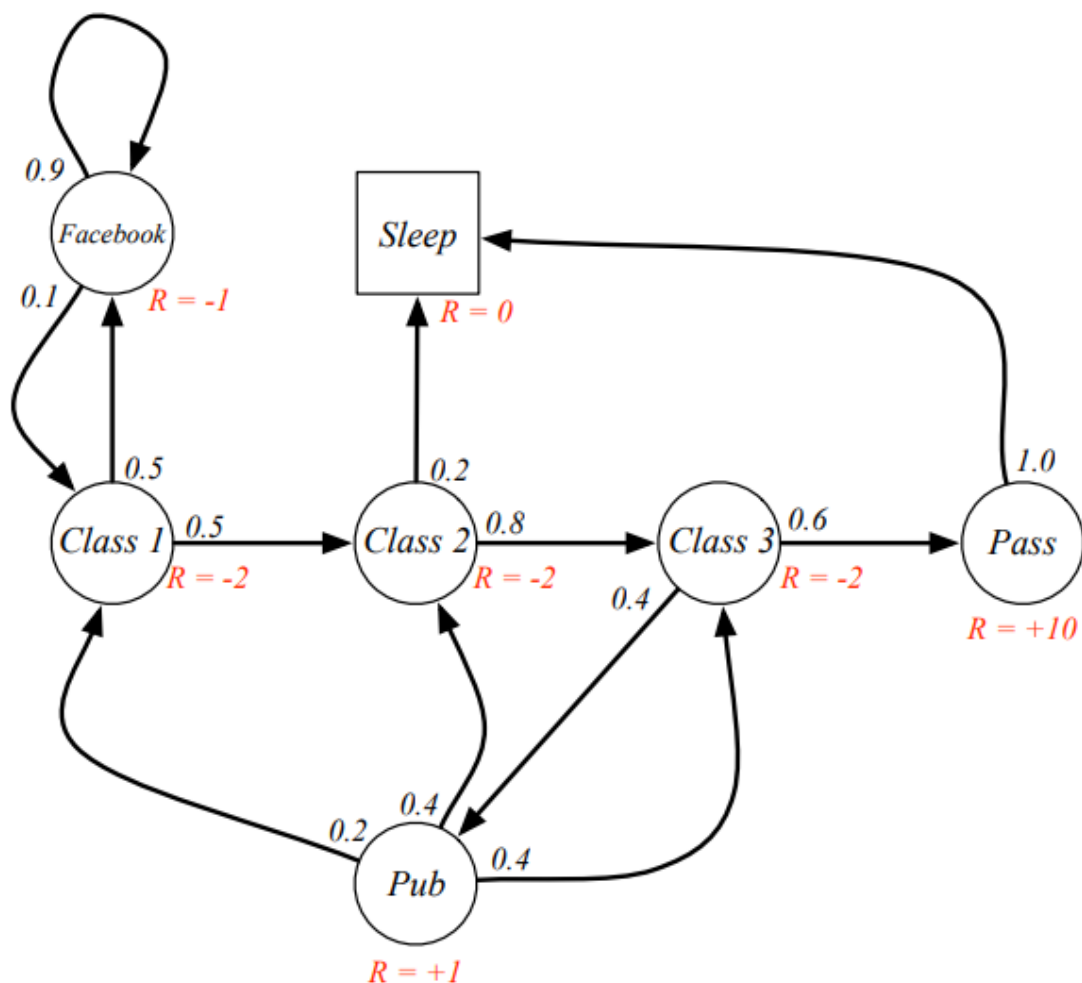 0.9
Facebook
Sleep
0.1
R = -1
R = 0
0.5
0.2
1.0
Class 1
0.5
Class 2
0.8
Class 3
0.6
Pass
R = -2
R = -2
R = -2
0.4
R = +10
0.4
0.2
0.4
Pub
R = +1